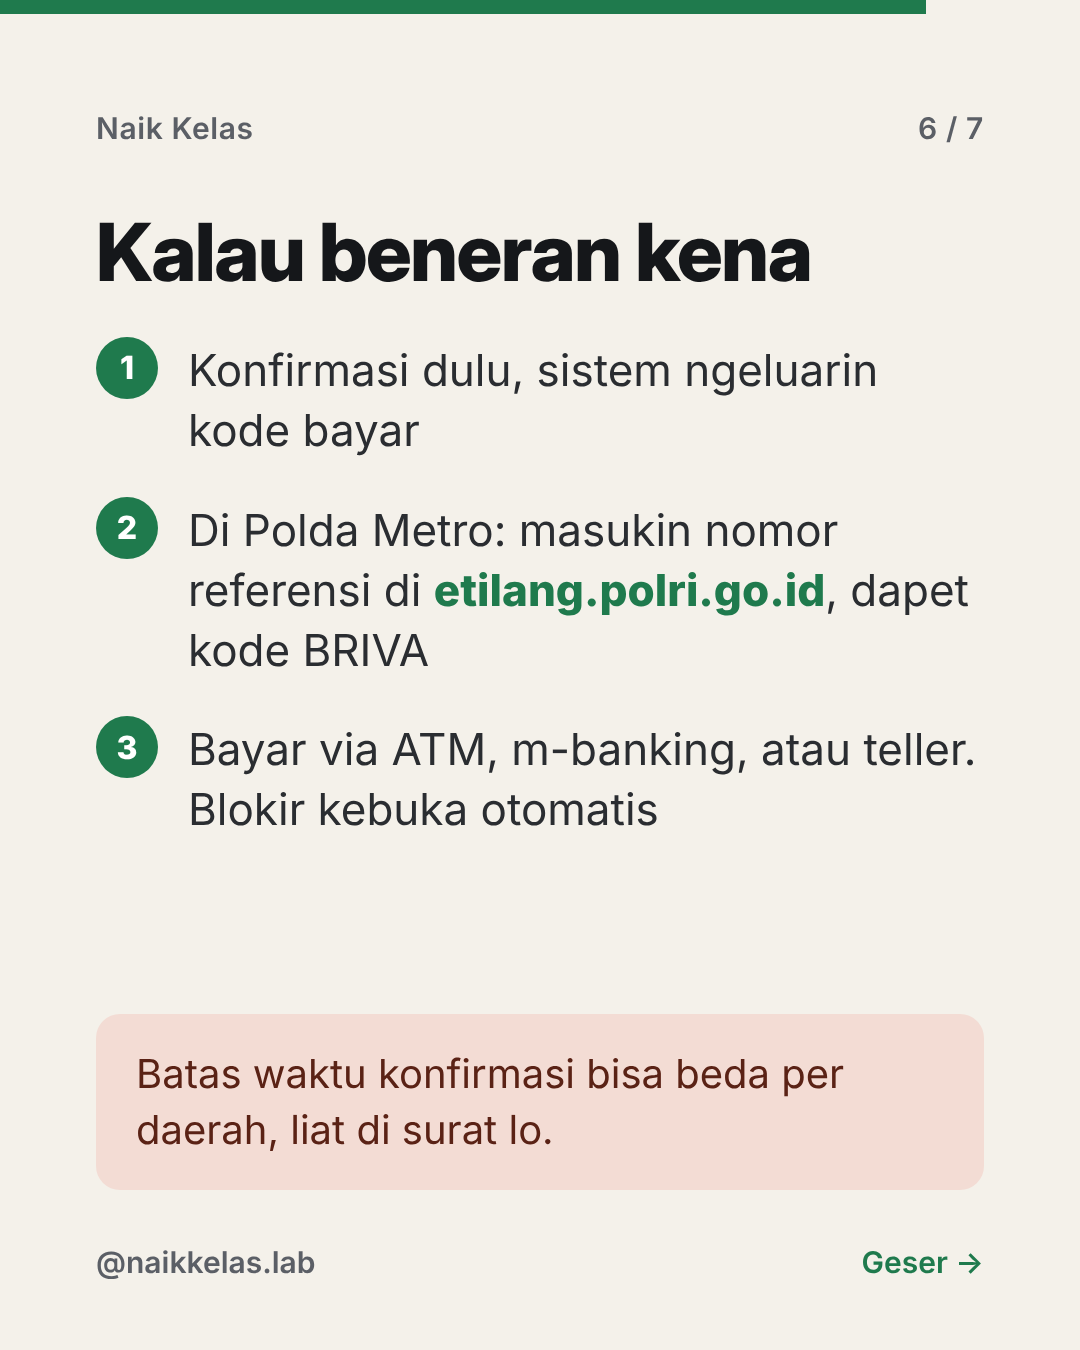 Naik Kelas
6 / 7
Kalau beneran kena
1 Konfirmasi dulu, sistem ngeluarin
kode bayar
2 Di Polda Metro: masukin nomor
referensi di etilang.polri.go.id, dapet
kode BRIVA
3 Bayar via ATM, m-banking, atau teller.
Blokir kebuka otomatis
Batas waktu konfirmasi bisa beda per
daerah, liat di surat lo.
@naikkelas.lab
Geser →